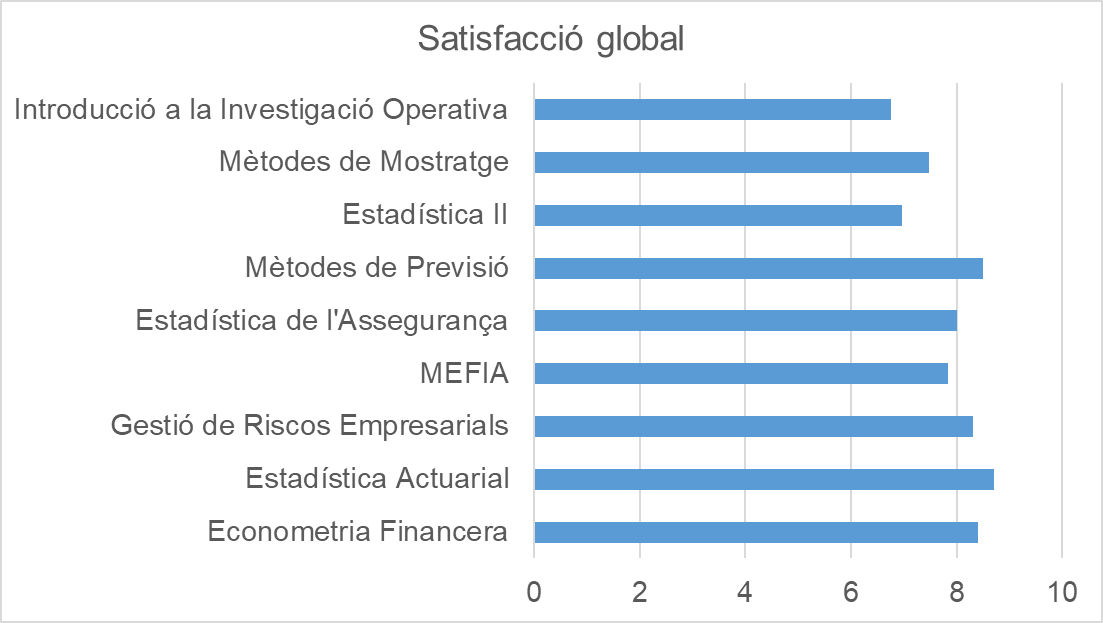 Satisfacció global
Introducció a la Investigació Operativa
Mètodes de Mostratge
Estadística II
Mètodes de Previsió
Estadística de l'Assegurança
MEFIA
Gestió de Riscos Empresarials
Estadística Actuarial
Econometria Financera
0 2 4 6 8 10